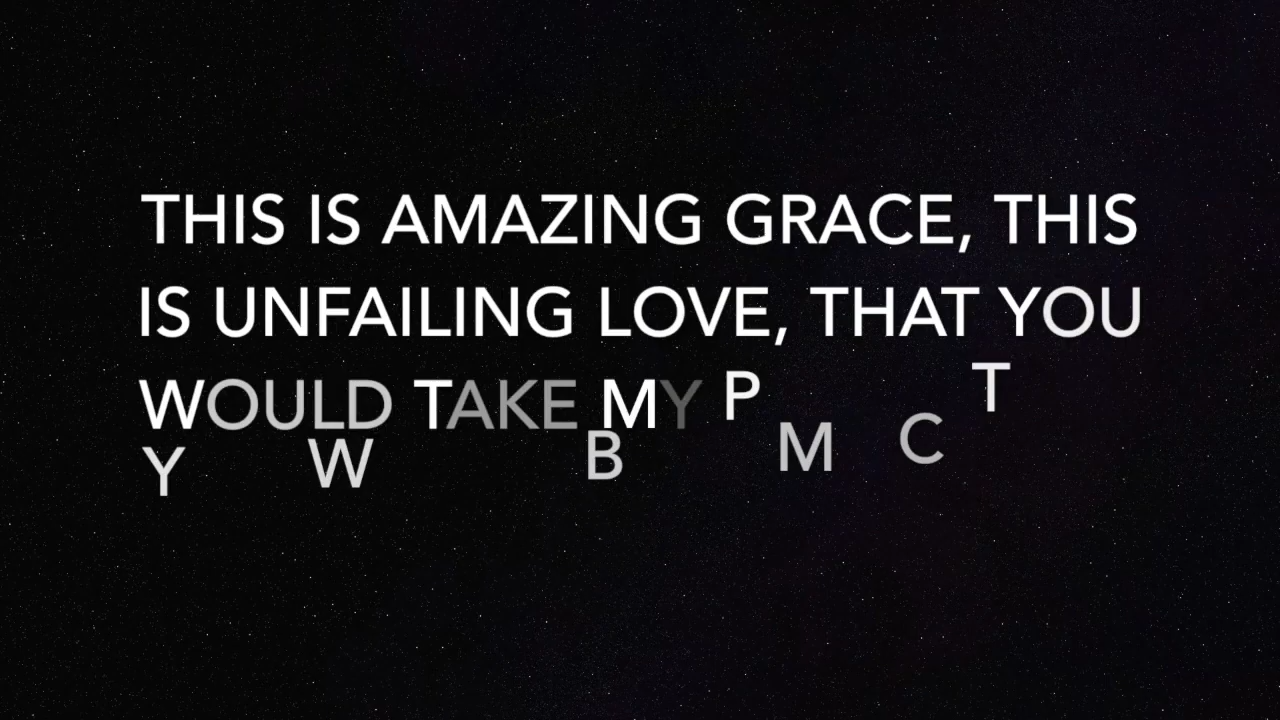 THIS IS AMAZING GRACE, THIS
IS UNFAILING LOVE, THAT YOU
WOULD TAKE MY P T
Y W B M C